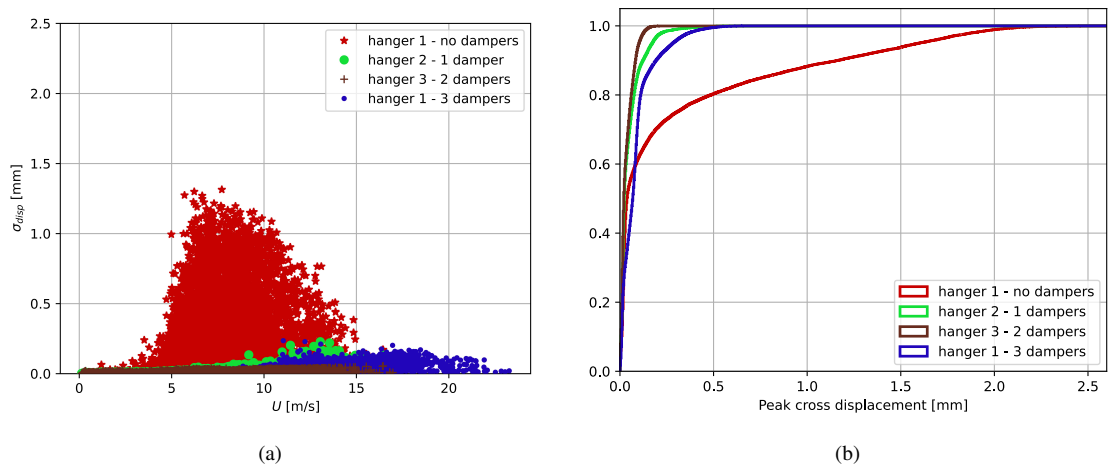 2.5
2.0
1.5
1.0
0.5
0.0
σ_disp [mm]
0
5
10
15
20
U [m/s]
hanger 1 - no dampers
hanger 2 - 1 damper
hanger 3 - 2 dampers
hanger 1 - 3 dampers
(a)
1.0
0.8
0.6
0.4
0.2
0.0
0.0
0.5
1.0
1.5
2.0
2.5
Peak cross displacement [mm]
hanger 1 - no dampers
hanger 2 - 1 dampers
hanger 3 - 2 dampers
hanger 1 - 3 dampers
(b)